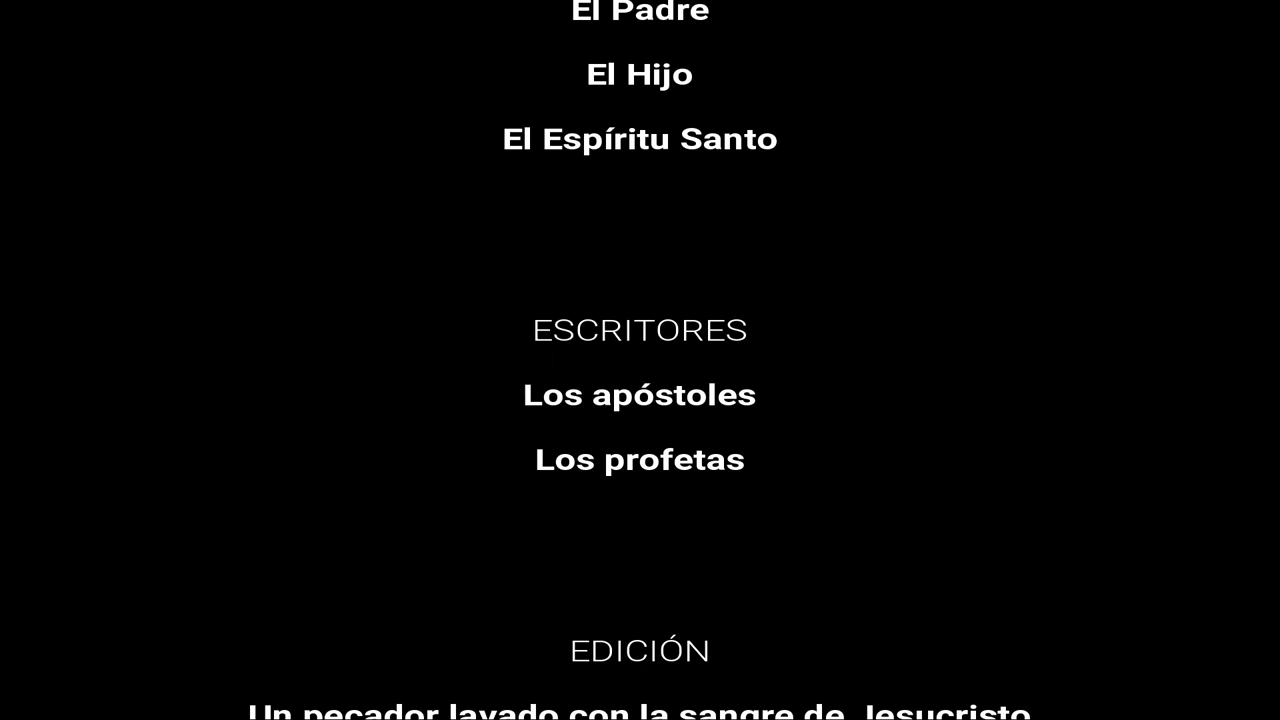 El Padre
El Hijo
El Espíritu Santo
ESCRITORES
Los apóstoles
Los profetas
EDICIÓN
Un pecador lavado con la sangre de Jesucristo